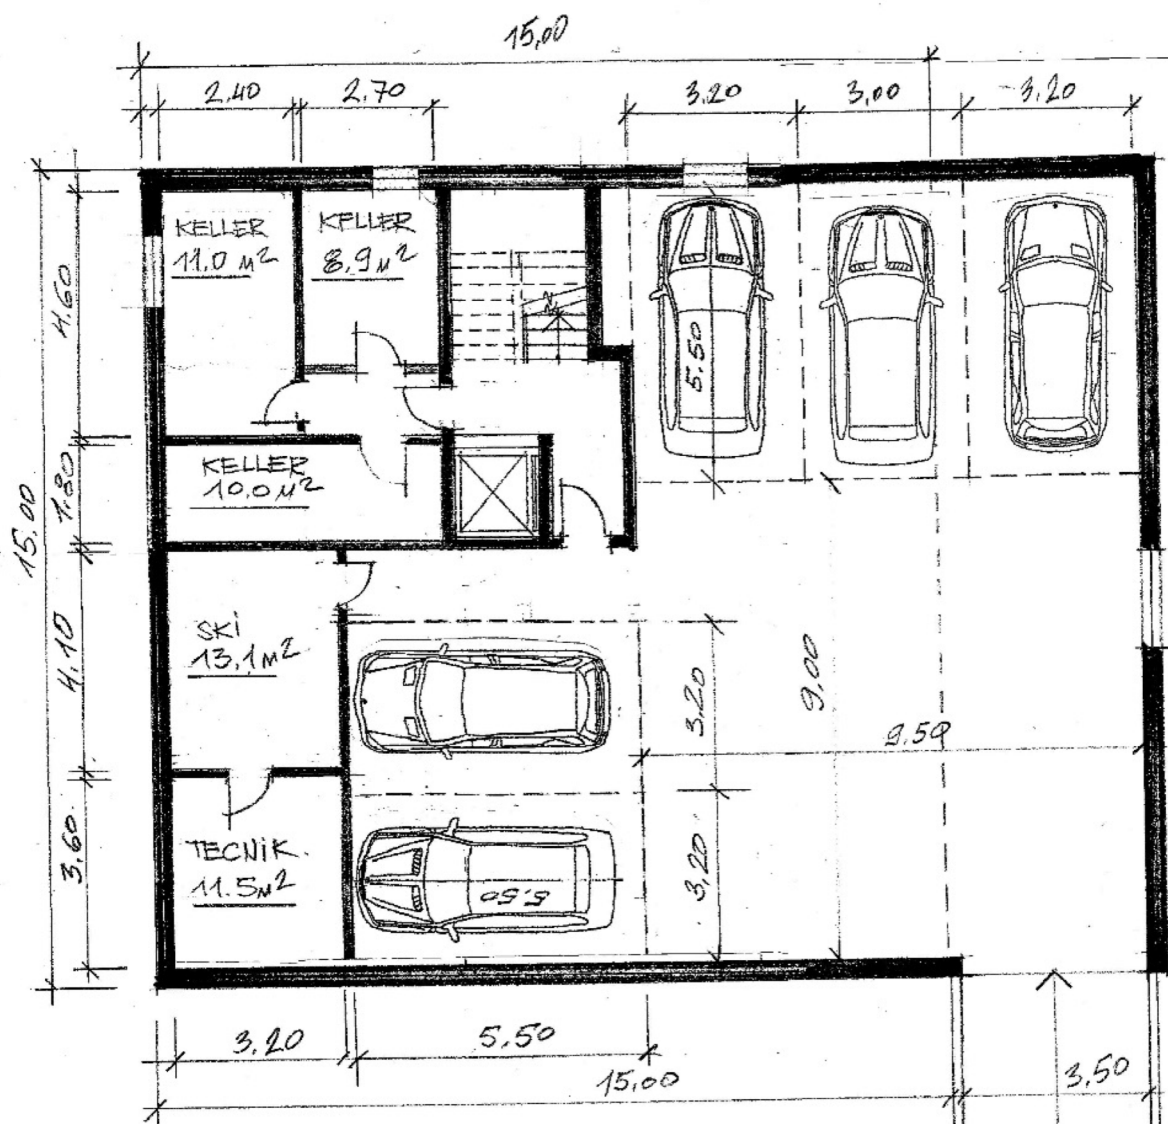 15,00
2.40 2.70 3.20 3,00 3.20
KELLER
11.0 M²
KELLER
8,9 M²
4.60
5.50
KELLER
10.0 M²
1.80
15.00
SKİ
13,1 M²
4.10
3,20
9,00
9.50
TECNİK.
11.5 M²
3.60
5.50
3,20
3.20 5.50
15,00 3,50